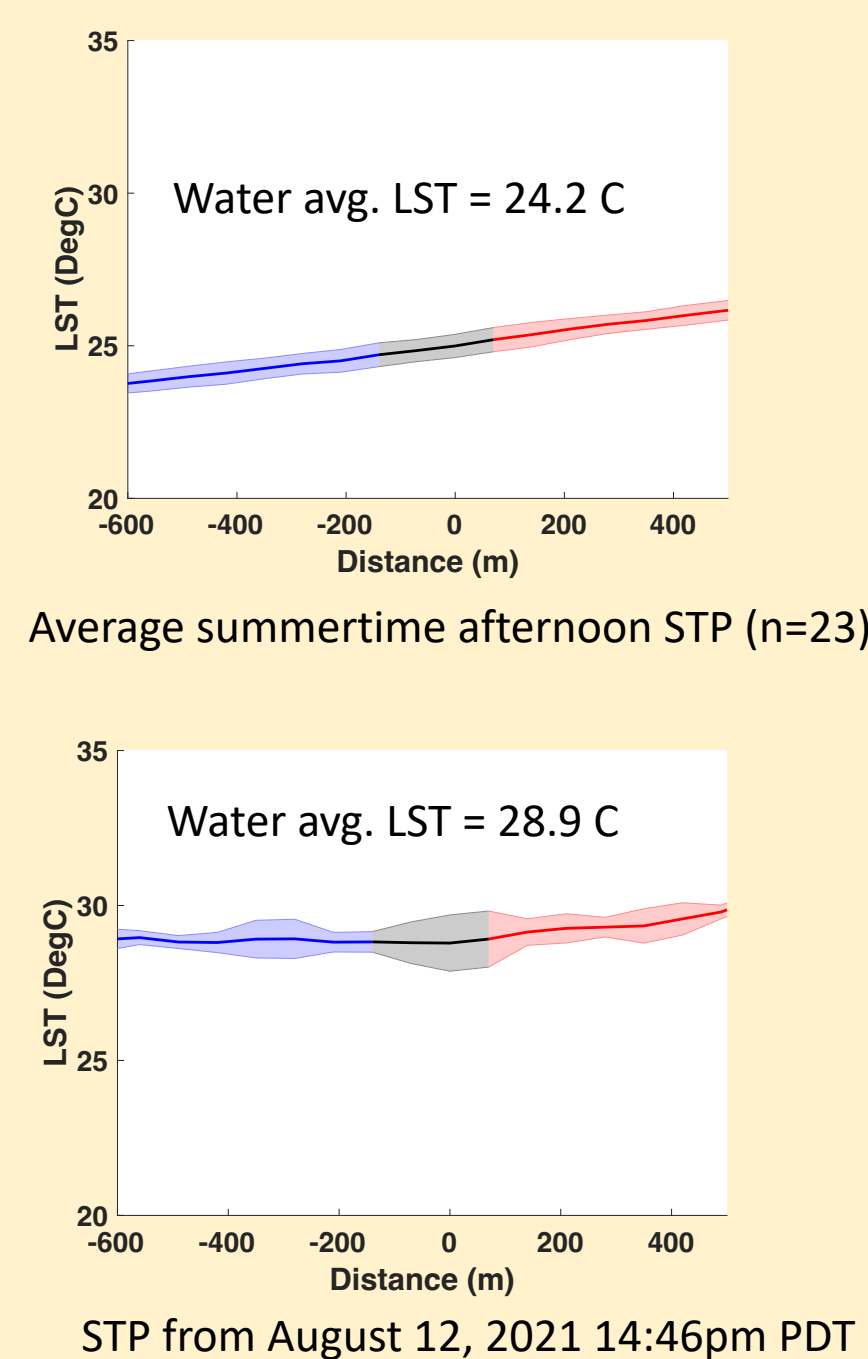 35
30
25
20
LST (DegC)
Water avg. LST = 24.2 C
-600 -400 -200 0 200 400
Distance (m)
Average summertime afternoon STP (n=23)
35
30
25
20
LST (DegC)
Water avg. LST = 28.9 C
-600 -400 -200 0 200 400
Distance (m)
STP from August 12, 2021 14:46pm PDT